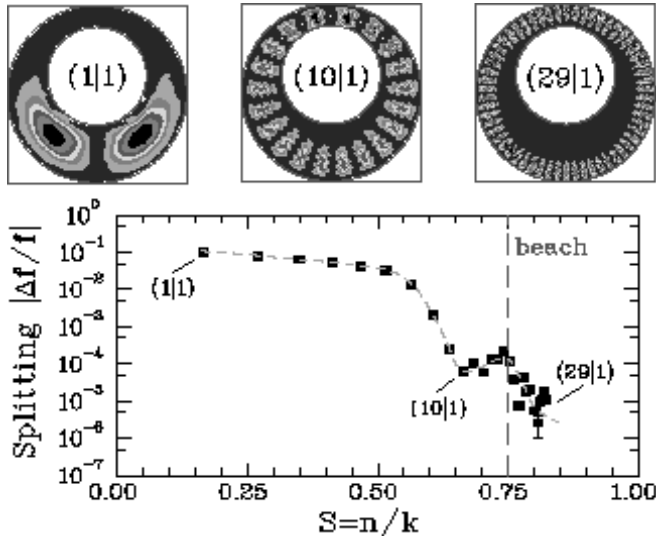 (1|1) (10|1) (29|1)
Splitting |Δf/f|
10⁰
10⁻¹
10⁻²
10⁻³
10⁻⁴
10⁻⁵
10⁻⁶
10⁻⁷
beach
(1|1)
[10|1)
(29|1)
0.00 0.25 0.50 0.75 1.00
S=n/k